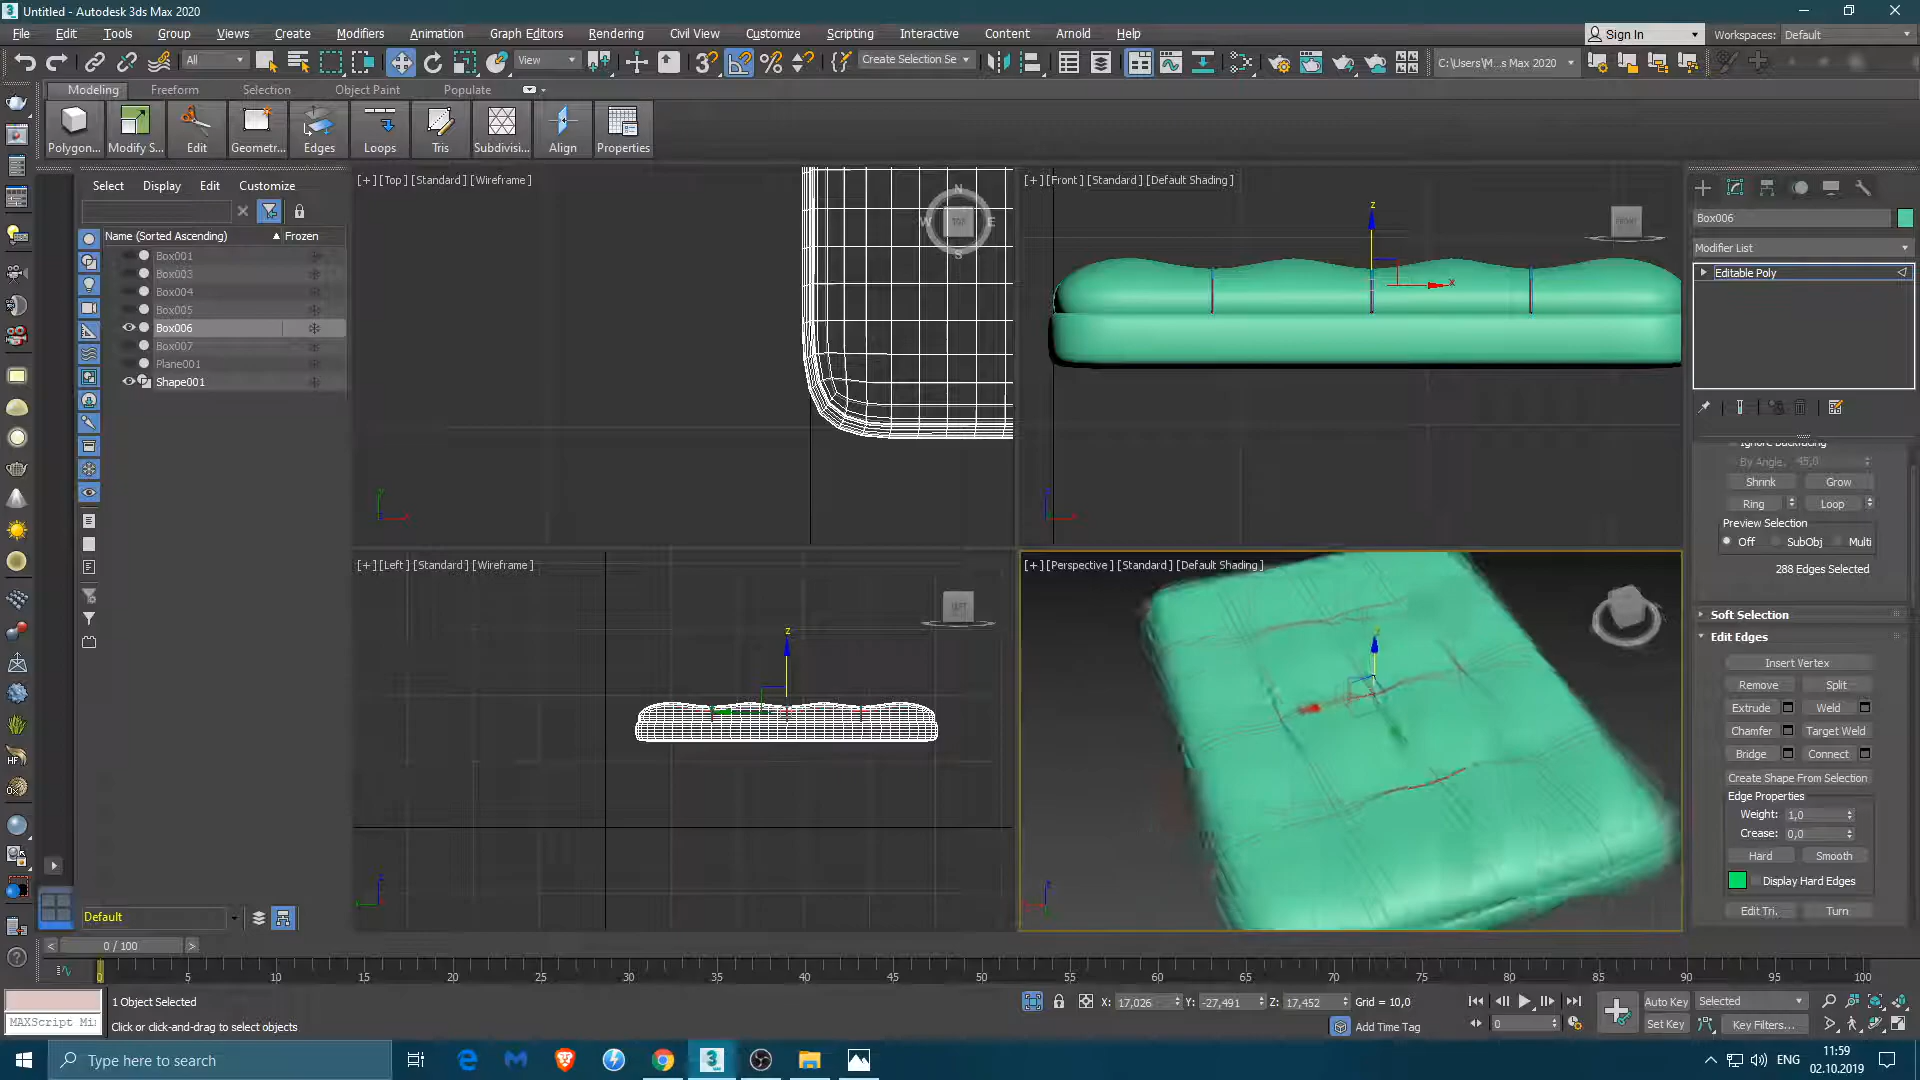 Untitled - Autodesk 3ds Max 2020
File Edit Tools Group Views Create Modifiers Animation Graph Editors Rendering Civil View Customize Scripting Interactive Content Arnold Help
Sign In
Workspaces: Default
All
View
Create Selection Se
C:\Users\M...s Max 2020
Modeling Freeform Selection Object Paint Populate
Polygon... Modify S... Edit Geometr... Edges Loops Tris Subdivisi... Align Properties
Select Display Edit Customize
Name (Sorted Ascending) Frozen
Box001
Box003
Box004
Box005
Box006
Box007
Plane001
Shape001
Default
[+] [Top] [Standard] [Wireframe]
N
W TOP E
S
[+] [Front] [Standard] [Default Shading]
FRONT
z
x
[+] [Left] [Standard] [Wireframe]
LEFT
z
[+] [Perspective] [Standard] [Default Shading]
z
Box006
Modifier List
Editable Poly
Ignore Backfacing
By Angle: 45,0
Shrink Grow
Ring Loop
Preview Selection
Off SubObj Multi
288 Edges Selected
Soft Selection
Edit Edges
Insert Vertex
Remove Split
Extrude Weld
Chamfer Target Weld
Bridge Connect
Create Shape From Selection
Edge Properties
Weight: 1,0
Crease: 0,0
Hard Smooth
Display Hard Edges
Edit Tri. Turn
0 / 100
0 5 10 15 20 25 30 35 40 45 50 55 60 65 70 75 80 85 90 95 100
1 Object Selected
MAXScript Mi
Click or click-and-drag to select objects
X: 17,026 Y: -27,491 Z: 17,452 Grid = 10,0
Add Time Tag
0
Auto Key Selected
Set Key Key Filters...
Type here to search
ENG
11:59
02.10.2019